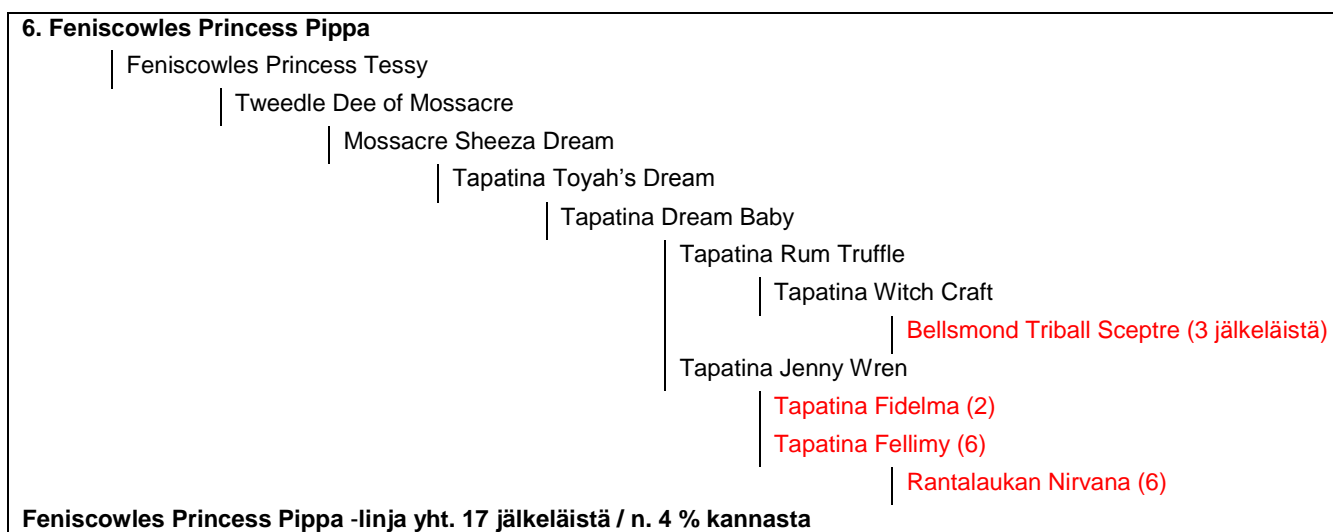 6. Feniscowles Princess Pippa
Feniscowles Princess Tessy
Tweedle Dee of Mossacre
Mossacre Sheeza Dream
Tapatina Toyah's Dream
Tapatina Dream Baby
Tapatina Rum Truffle
Tapatina Witch Craft
Bellsmond Triball Sceptre (3 jälkeläistä)
Tapatina Jenny Wren
Tapatina Fidelma (2)
Tapatina Fellimy (6)
Rantalaukan Nirvana (6)
Feniscowles Princess Pippa -linja yht. 17 jälkeläistä / n. 4 % kannasta